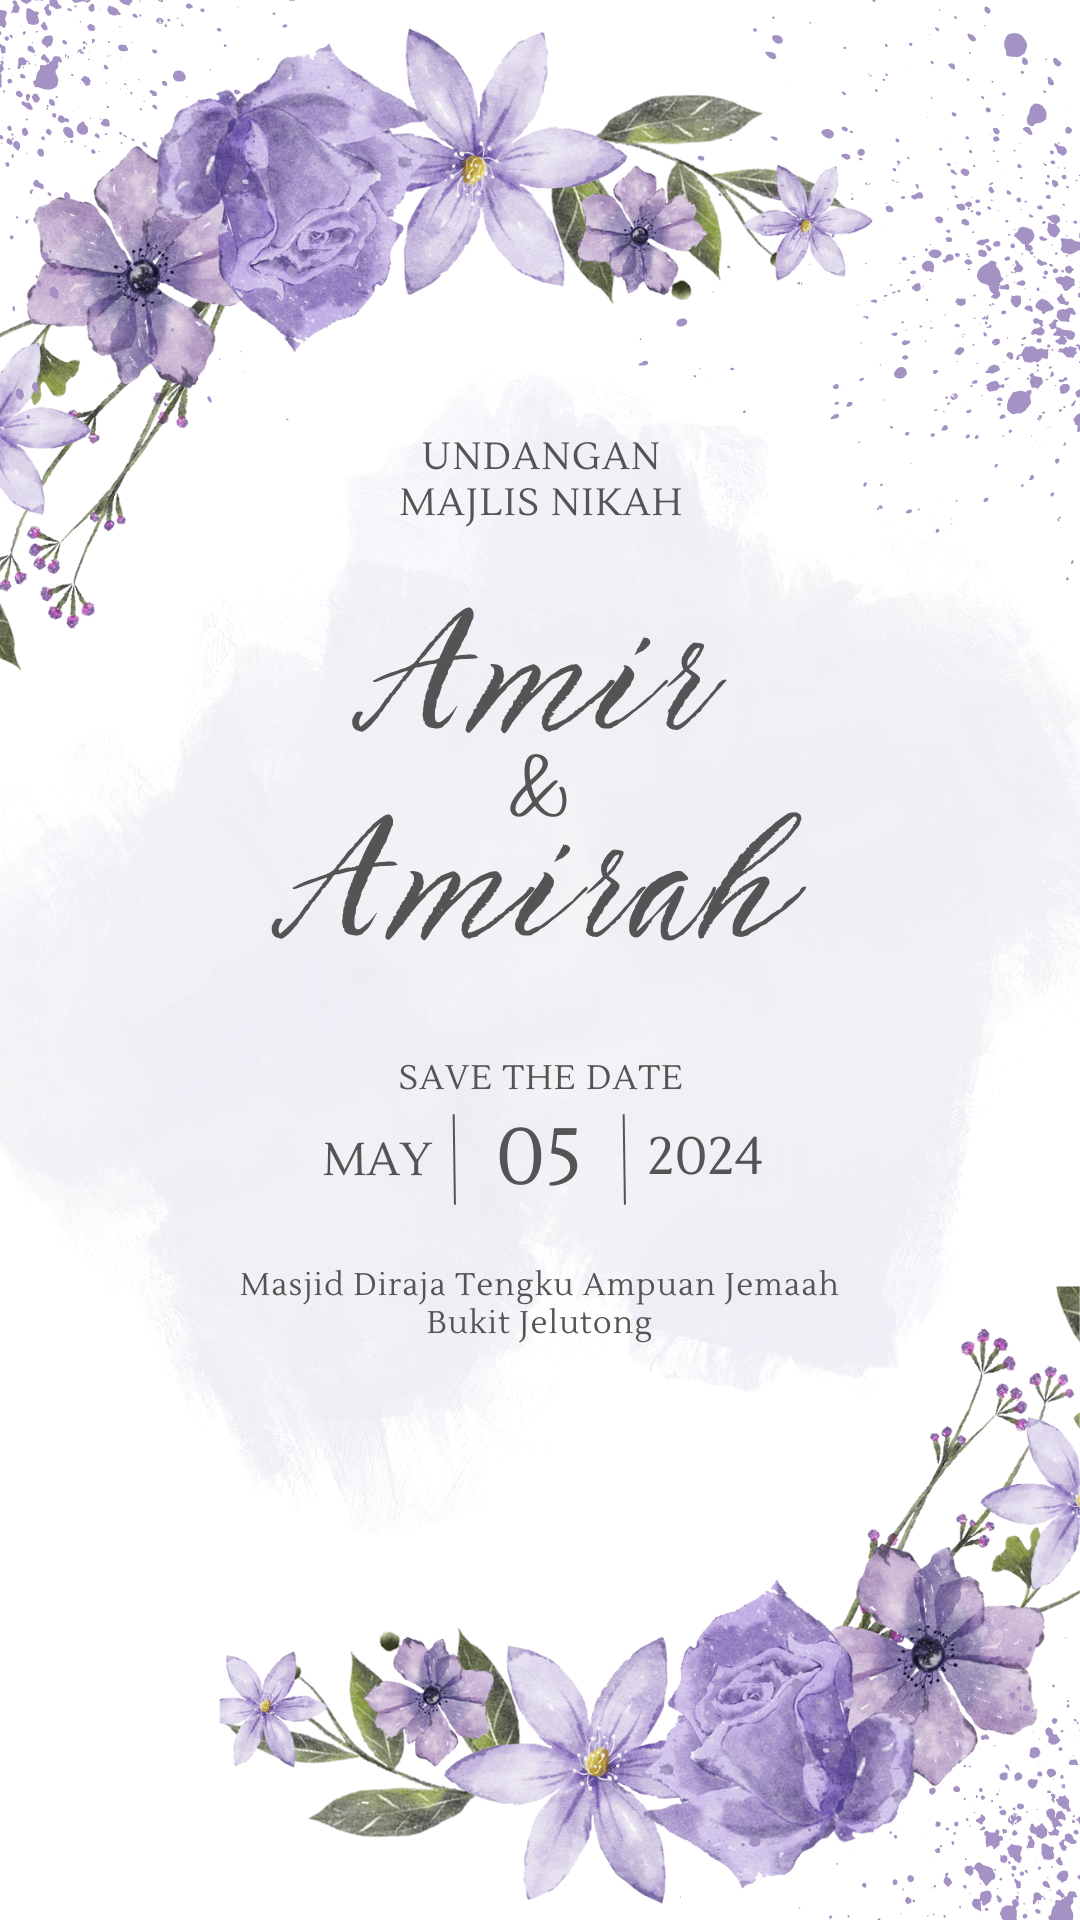 UNDANGAN
MAJLIS NIKAH
Amir
&
Amirah
SAVE THE DATE
MAY 05 2024
Masjid Diraja Tengku Ampuan Jemaah
Bukit Jelutong